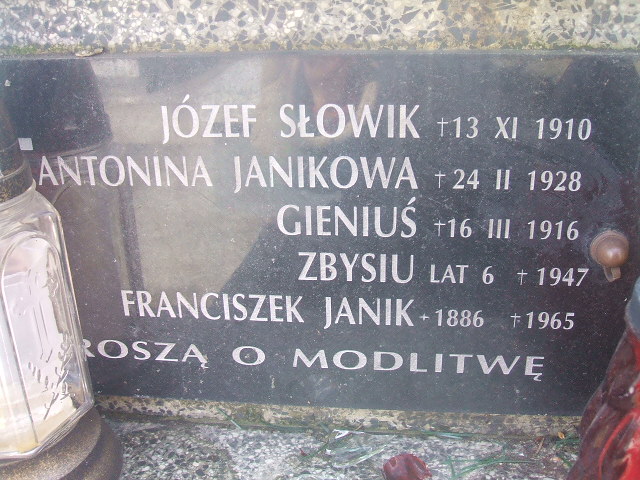 JÓZEF SŁOWIK †13 XI 1910
ANTONINA JANIKOWA †24 II 1928
GIENIUŚ †16 III 1916
ZBYSIU LAT 6 †1947
FRANCISZEK JANIK *1886 †1965
ROSZĄ O MODLITWĘ